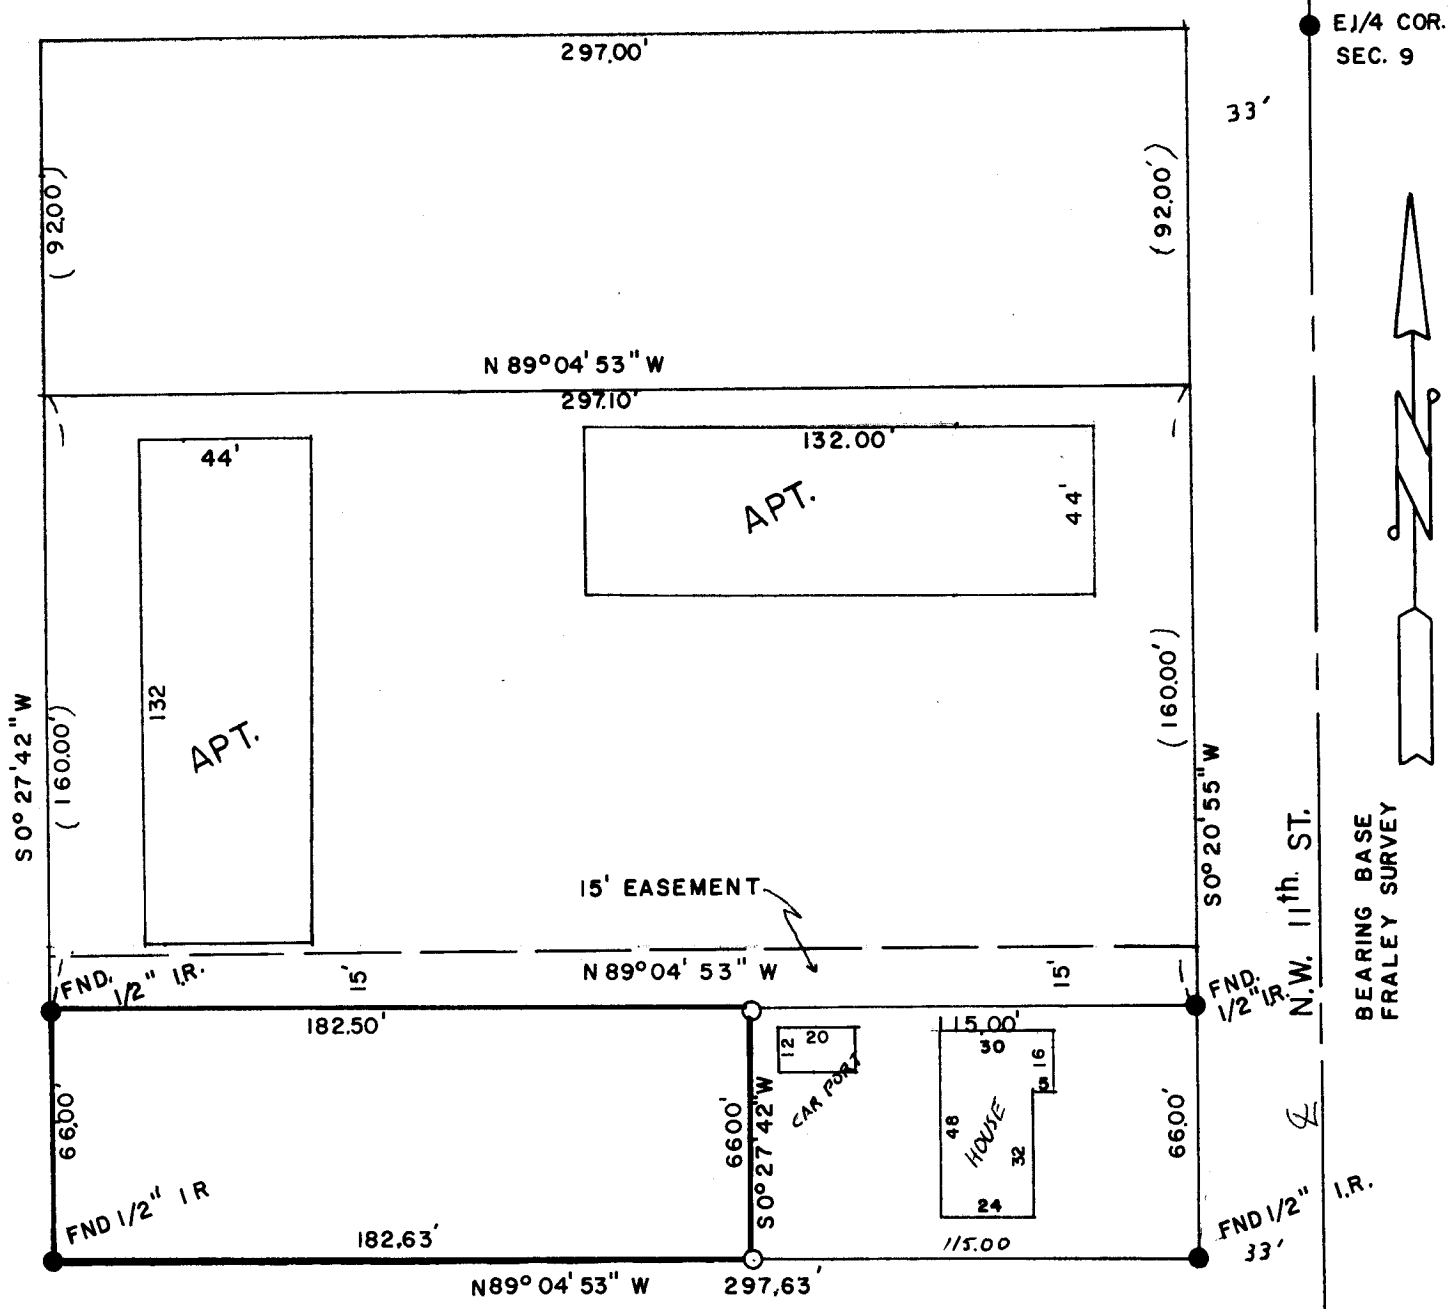 297.00'
E1/4 COR.
SEC. 9
33'
(92.00')
(92.00')
N 89°04'53" W
297.10'
44'
132.00'
APT.
44'
132
APT.
S 0° 27'42" W
(160.00')
(160.00')
S 0° 20'55" W
N.W. 11th. ST.
BEARING BASE
FRALEY SURVEY
15' EASEMENT
FND.
1/2" I.R.
15'
N 89°04' 53" W
15'
FND.
1/2" I.R.
182.50'
115.00'
12
20
CAR PORT
30
16
5
48
HOUSE
32
24
66.00'
66.00'
S 0° 27'42" W
66.00'
FND 1/2" I R
182.63'
115.00
FND 1/2" I.R.
33'
N89° 04'53" W
297.63'